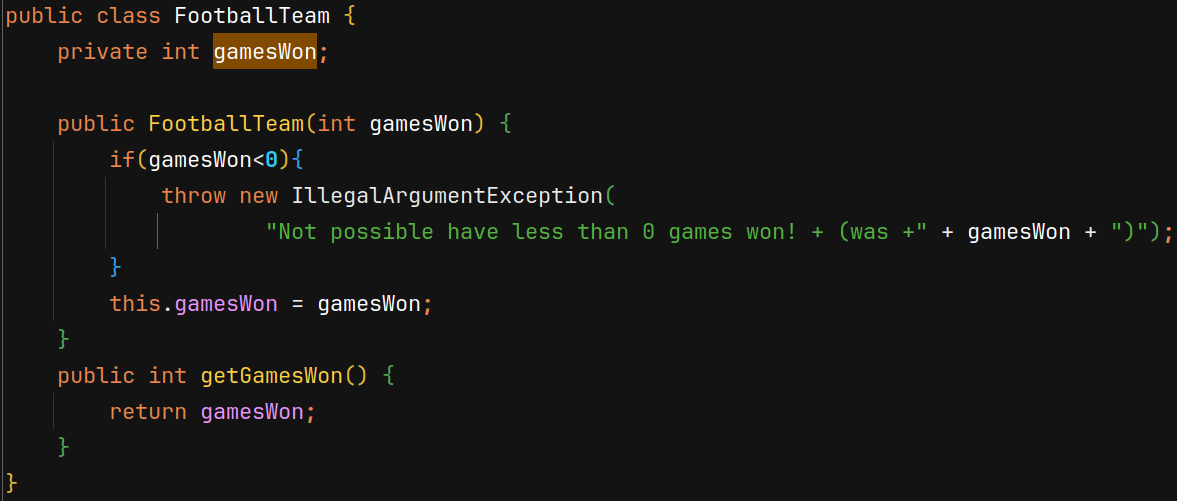 public class FootballTeam {
    private int gamesWon;

    public FootballTeam(int gamesWon) {
        if(gamesWon<0){
            throw new IllegalArgumentException(
                    "Not possible have less than 0 games won! + (was +" + gamesWon + ")");
        }
        this.gamesWon = gamesWon;
    }
    public int getGamesWon() {
        return gamesWon;
    }
}